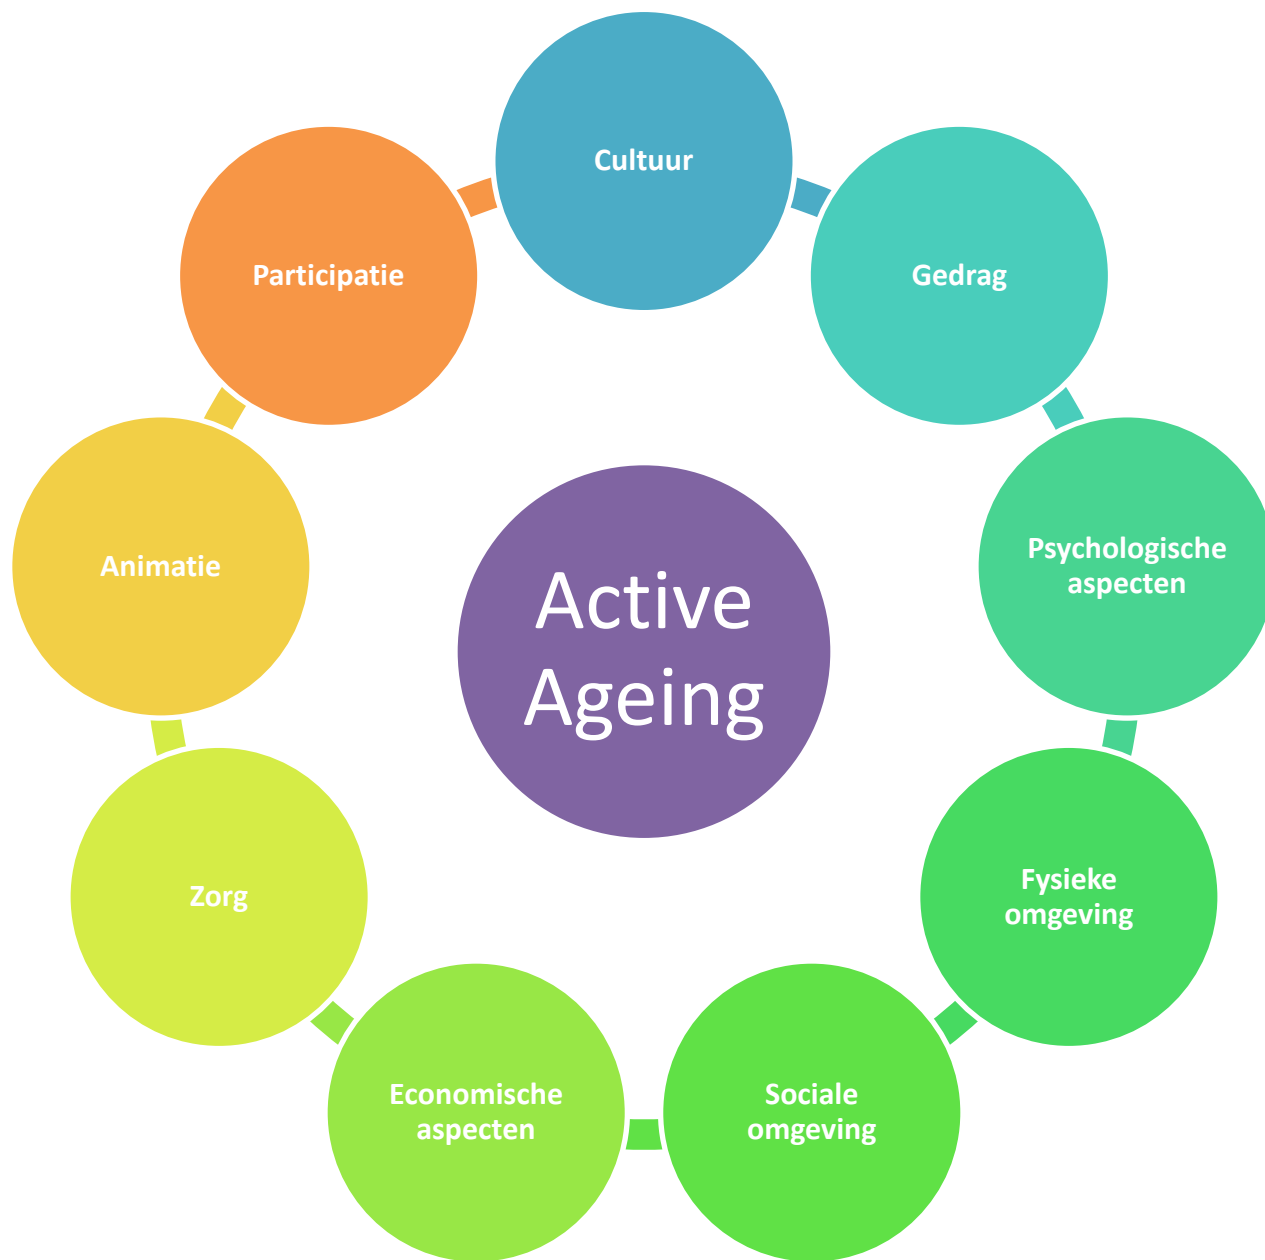 Cultuur
Gedrag
Psychologische
aspecten
Fysieke
omgeving
Sociale
omgeving
Economische
aspecten
Zorg
Animatie
Participatie
Active
Ageing